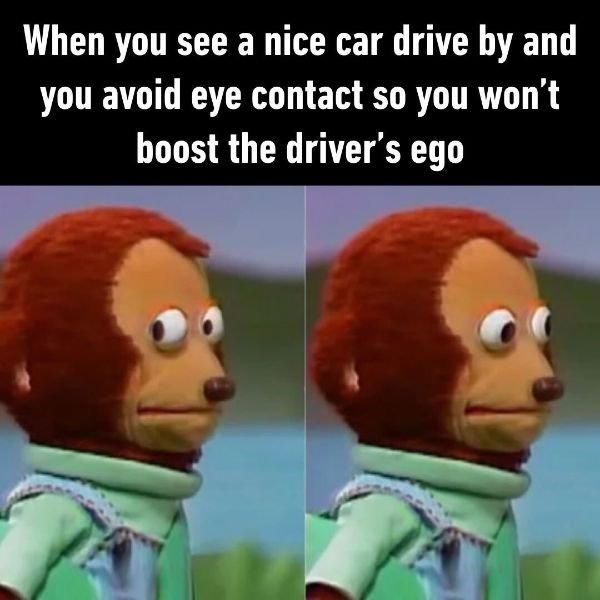 When you see a nice car drive by and
you avoid eye contact so you won't
boost the driver's ego